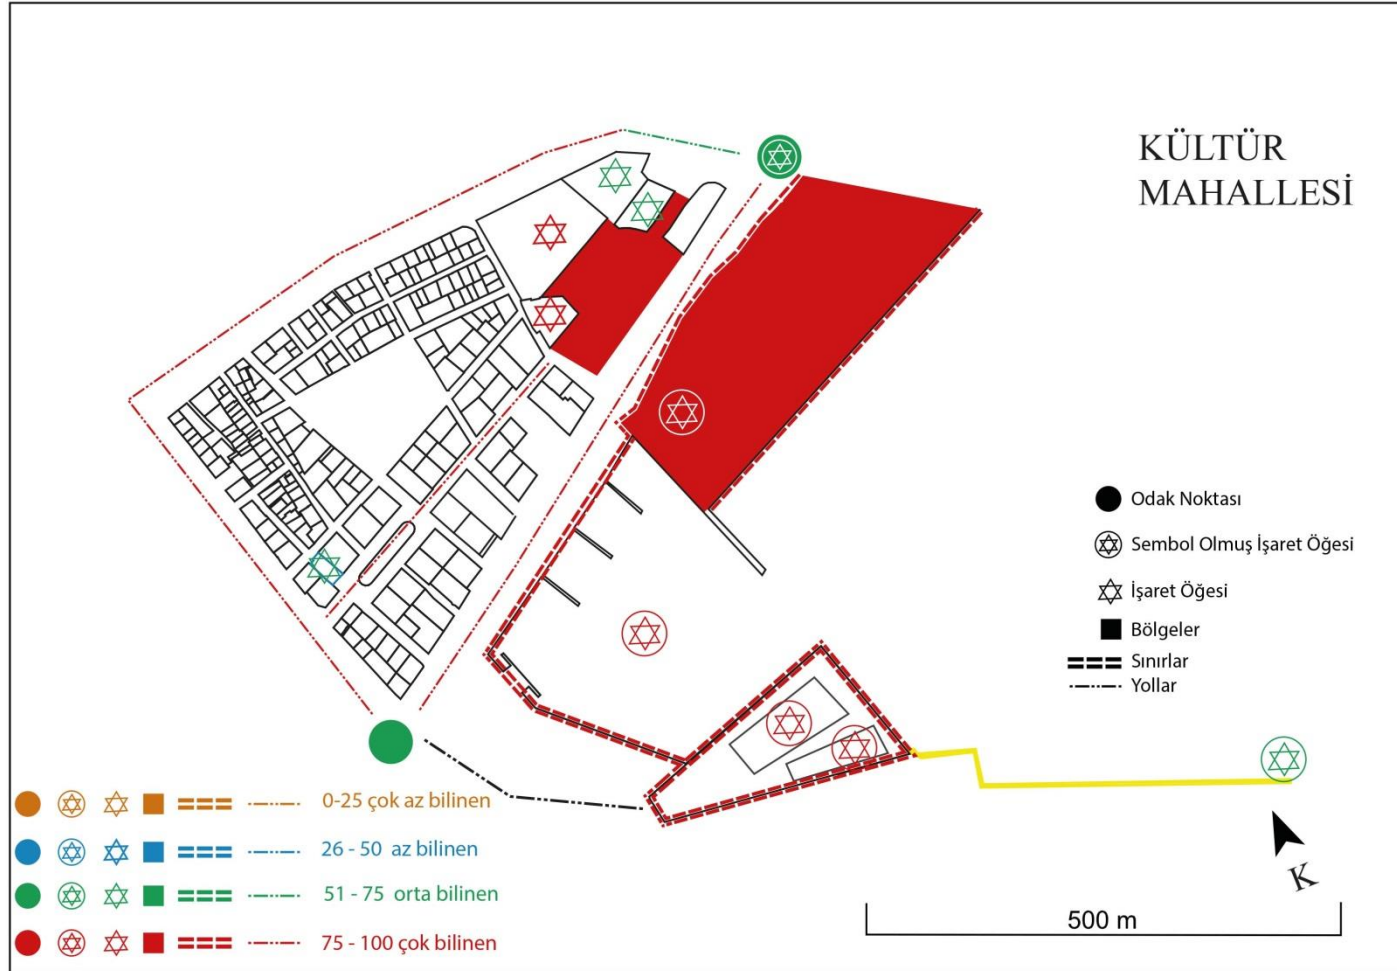 KÜLTÜR
MAHALLESİ
Odak Noktası
Sembol Olmuş İşaret Öğesi
İşaret Öğesi
Bölgeler
Sınırlar
Yollar
0-25 çok az bilinen
26 - 50 az bilinen
51 - 75 orta bilinen
75 - 100 çok bilinen
K
500 m